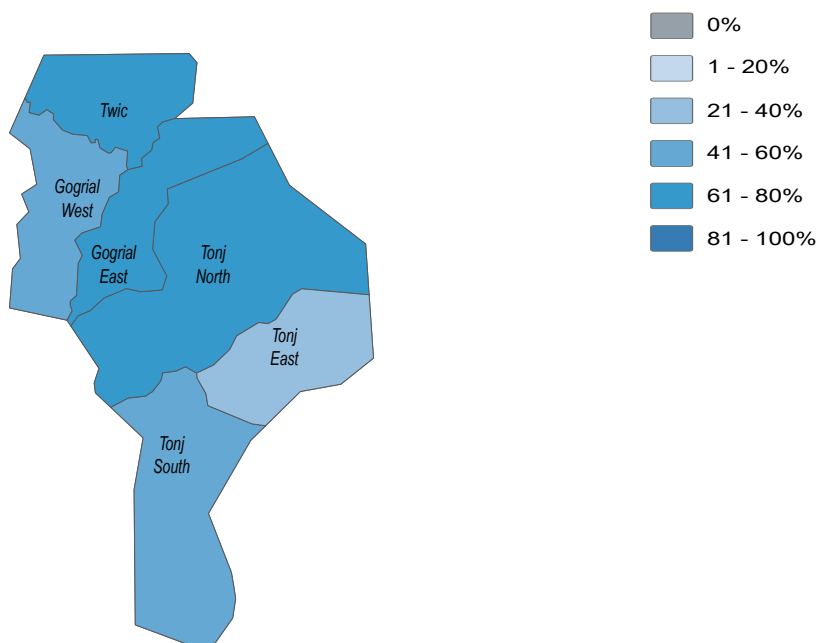 0%
1 - 20%
21 - 40%
41 - 60%
61 - 80%
81 - 100%
Twic
Gogrial
West
Gogrial
East
Tonj
North
Tonj
East
Tonj
South